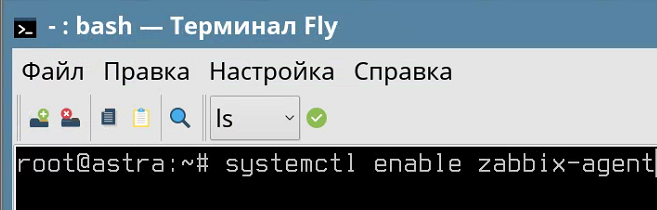 - : bash — Терминал Fly
Файл Правка Настройка Справка
ls
root@astra:~# systemctl enable zabbix-agent